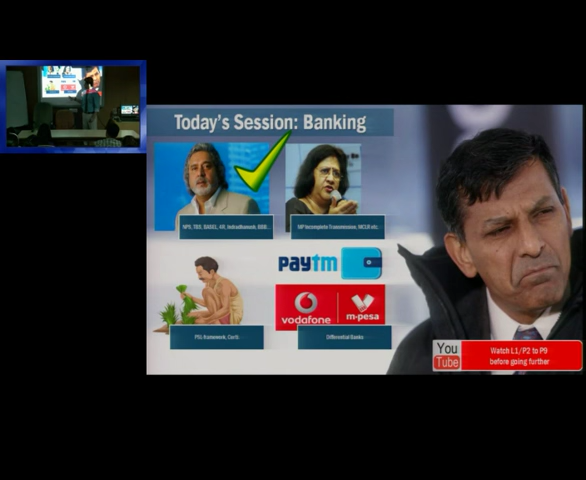 Today's Session: Banking
NPA, TBS, BASEL, 4R, Indradhanush, BBB...
MP Incomplete Transmission, MCLR etc.
paytm
vodafone
m-pesa
PSL framework, Certi.
Differential Banks
You
Tube
Watch L1/P2 to P9
before going further